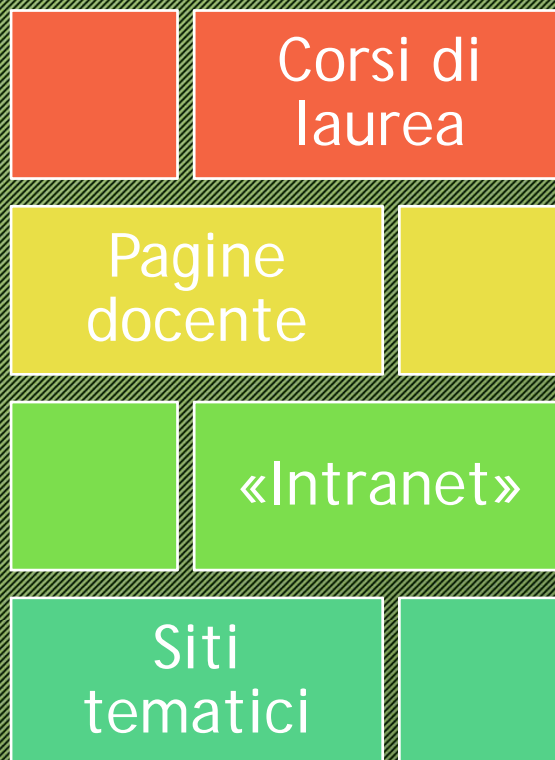 Corsi di
laurea
Pagine
docente
«Intranet»
Siti
tematici